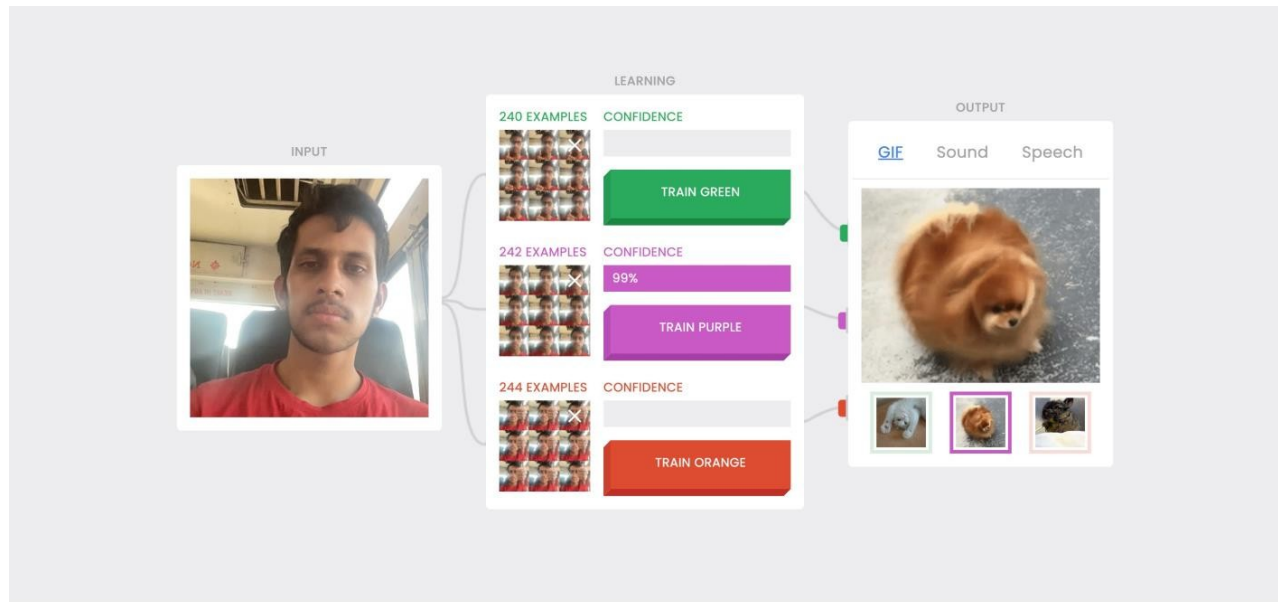 INPUT
LEARNING
240 EXAMPLES CONFIDENCE
TRAIN GREEN
242 EXAMPLES CONFIDENCE
99%
TRAIN PURPLE
244 EXAMPLES CONFIDENCE
TRAIN ORANGE
OUTPUT
GIF Sound Speech